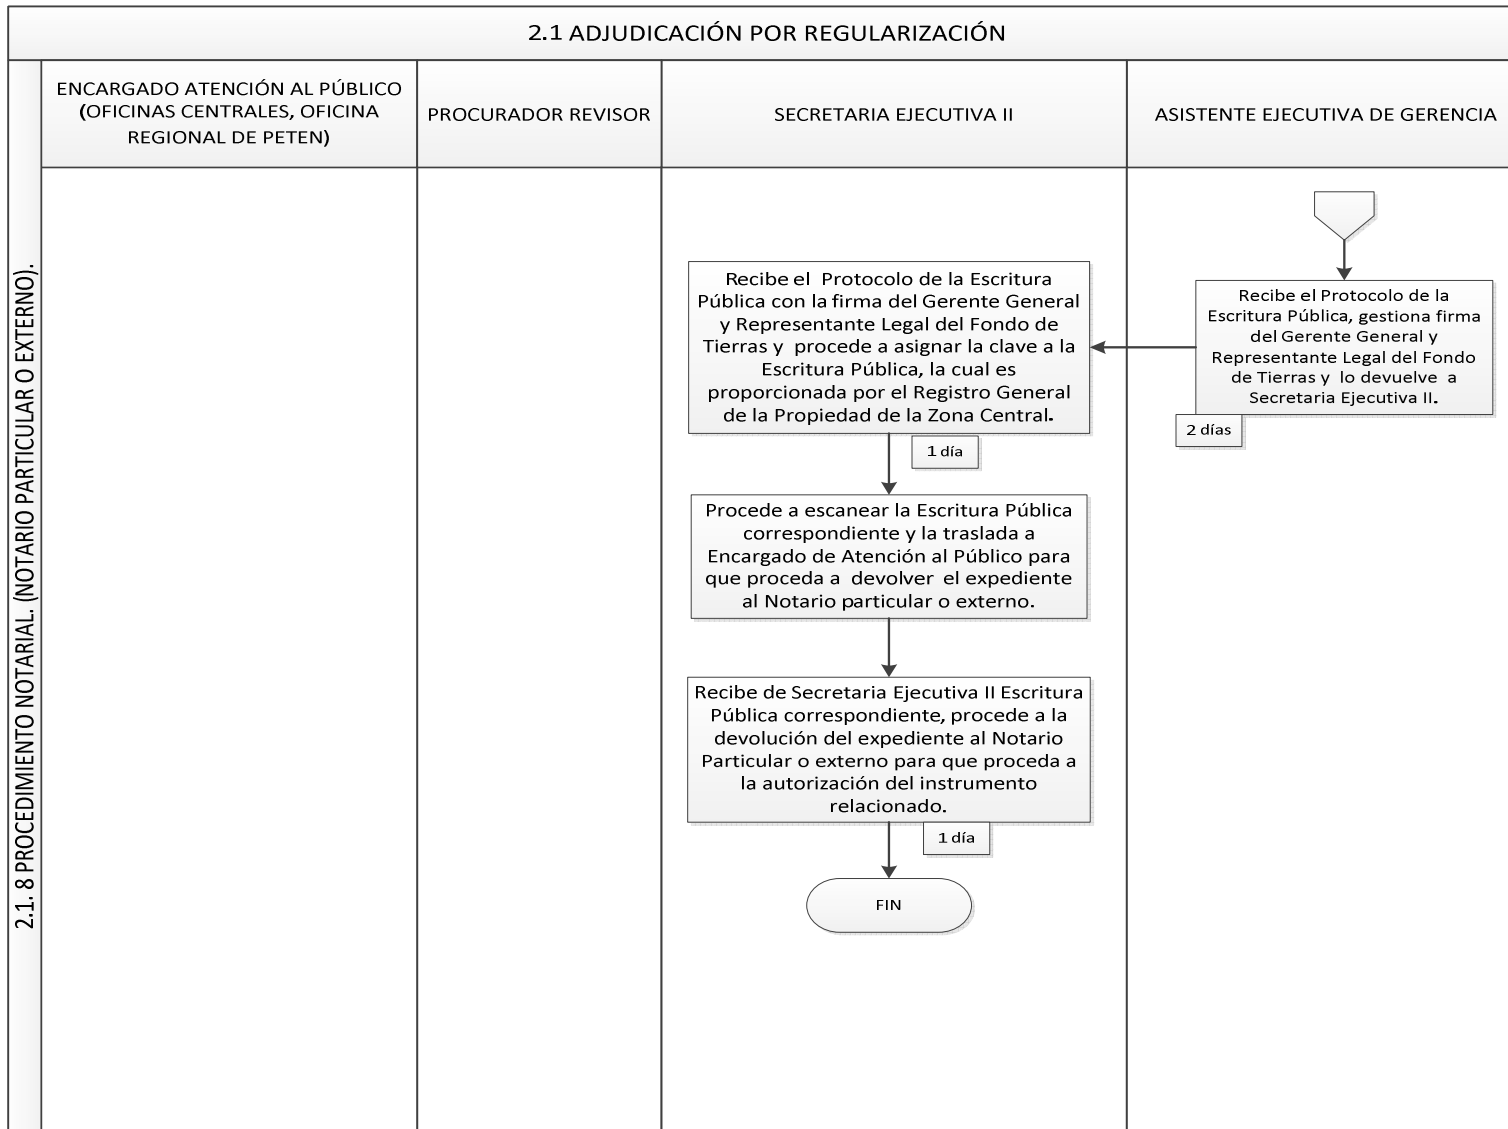 2.1 ADJUDICACIÓN POR REGULARIZACIÓN
2.1. 8 PROCEDIMIENTO NOTARIAL. (NOTARIO PARTICULAR O EXTERNO).
ENCARGADO ATENCIÓN AL PÚBLICO
(OFICINAS CENTRALES, OFICINA
REGIONAL DE PETEN)
PROCURADOR REVISOR
SECRETARIA EJECUTIVA II
ASISTENTE EJECUTIVA DE GERENCIA
Recibe el Protocolo de la
Escritura Pública, gestiona firma
del Gerente General y
Representante Legal del Fondo
de Tierras y lo devuelve a
Secretaria Ejecutiva II.
2 días
Recibe el Protocolo de la Escritura
Pública con la firma del Gerente General
y Representante Legal del Fondo de
Tierras y procede a asignar la clave a la
Escritura Pública, la cual es
proporcionada por el Registro General
de la Propiedad de la Zona Central.
1 día
Procede a escanear la Escritura Pública
correspondiente y la traslada a
Encargado de Atención al Público para
que proceda a devolver el expediente
al Notario particular o externo.
Recibe de Secretaria Ejecutiva II Escritura
Pública correspondiente, procede a la
devolución del expediente al Notario
Particular o externo para que proceda a
la autorización del instrumento
relacionado.
1 día
FIN